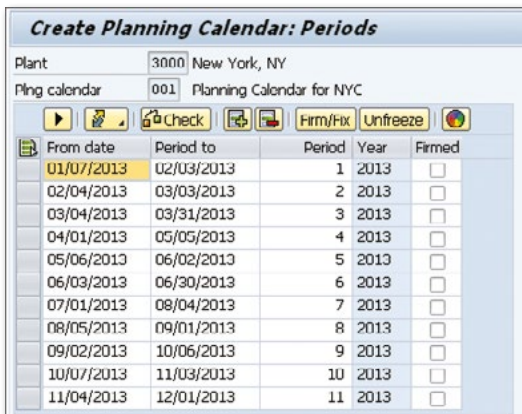 Create Planning Calendar: Periods
Plant 3000 New York, NY
Plng calendar 001 Planning Calendar for NYC
Check Firm/Fix Unfreeze
From date Period to Period Year Firmed
01/07/2013 02/03/2013 1 2013
02/04/2013 03/03/2013 2 2013
03/04/2013 03/31/2013 3 2013
04/01/2013 05/05/2013 4 2013
05/06/2013 06/02/2013 5 2013
06/03/2013 06/30/2013 6 2013
07/01/2013 08/04/2013 7 2013
08/05/2013 09/01/2013 8 2013
09/02/2013 10/06/2013 9 2013
10/07/2013 11/03/2013 10 2013
11/04/2013 12/01/2013 11 2013